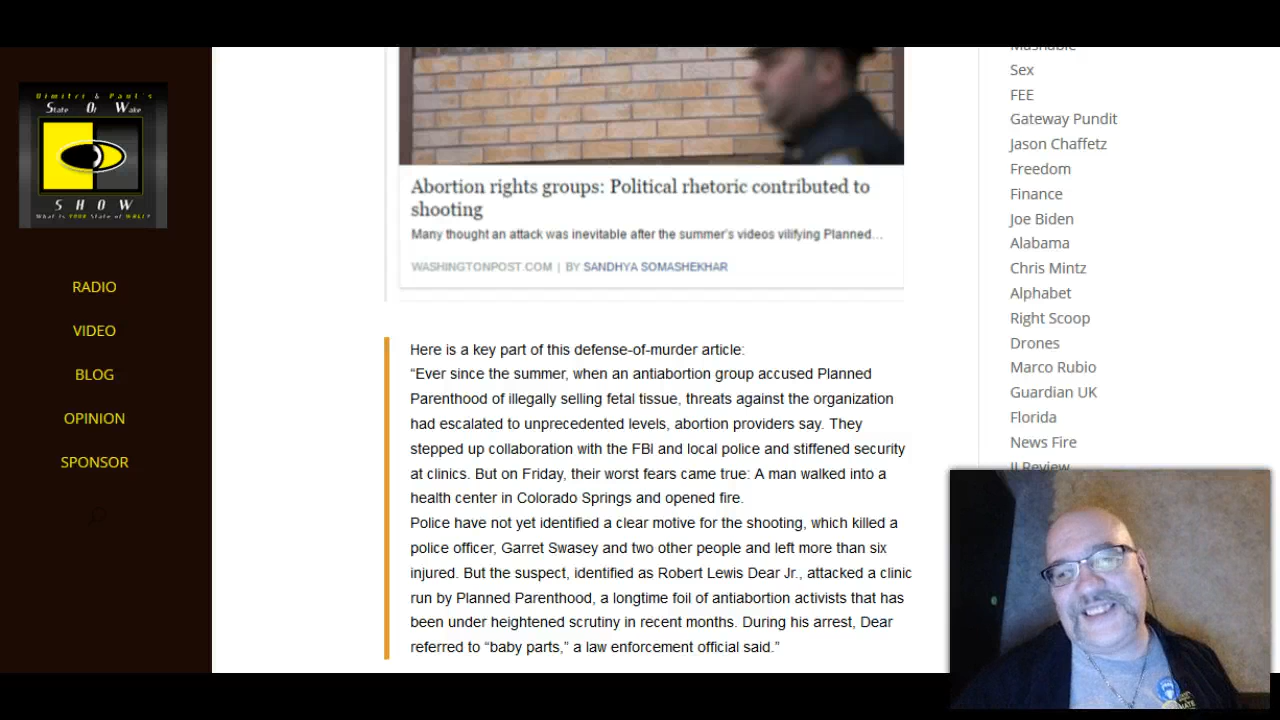 Dimitri & Paul's
State Of Wake
SHOW
What is YOUR State of WAKE?
RADIO
VIDEO
BLOG
OPINION
SPONSOR
Abortion rights groups: Political rhetoric contributed to
shooting
Many thought an attack was inevitable after the summer's videos vilifying Planned...
WASHINGTONPOST.COM | BY SANDHYA SOMASHEKHAR
Here is a key part of this defense-of-murder article:
“Ever since the summer, when an antiabortion group accused Planned
Parenthood of illegally selling fetal tissue, threats against the organization
had escalated to unprecedented levels, abortion providers say. They
stepped up collaboration with the FBI and local police and stiffened security
at clinics. But on Friday, their worst fears came true: A man walked into a
health center in Colorado Springs and opened fire.
Police have not yet identified a clear motive for the shooting, which killed a
police officer, Garret Swasey and two other people and left more than six
injured. But the suspect, identified as Robert Lewis Dear Jr., attacked a clinic
run by Planned Parenthood, a longtime foil of antiabortion activists that has
been under heightened scrutiny in recent months. During his arrest, Dear
referred to “baby parts,” a law enforcement official said.”
Mashable
Sex
FEE
Gateway Pundit
Jason Chaffetz
Freedom
Finance
Joe Biden
Alabama
Chris Mintz
Alphabet
Right Scoop
Drones
Marco Rubio
Guardian UK
Florida
News Fire